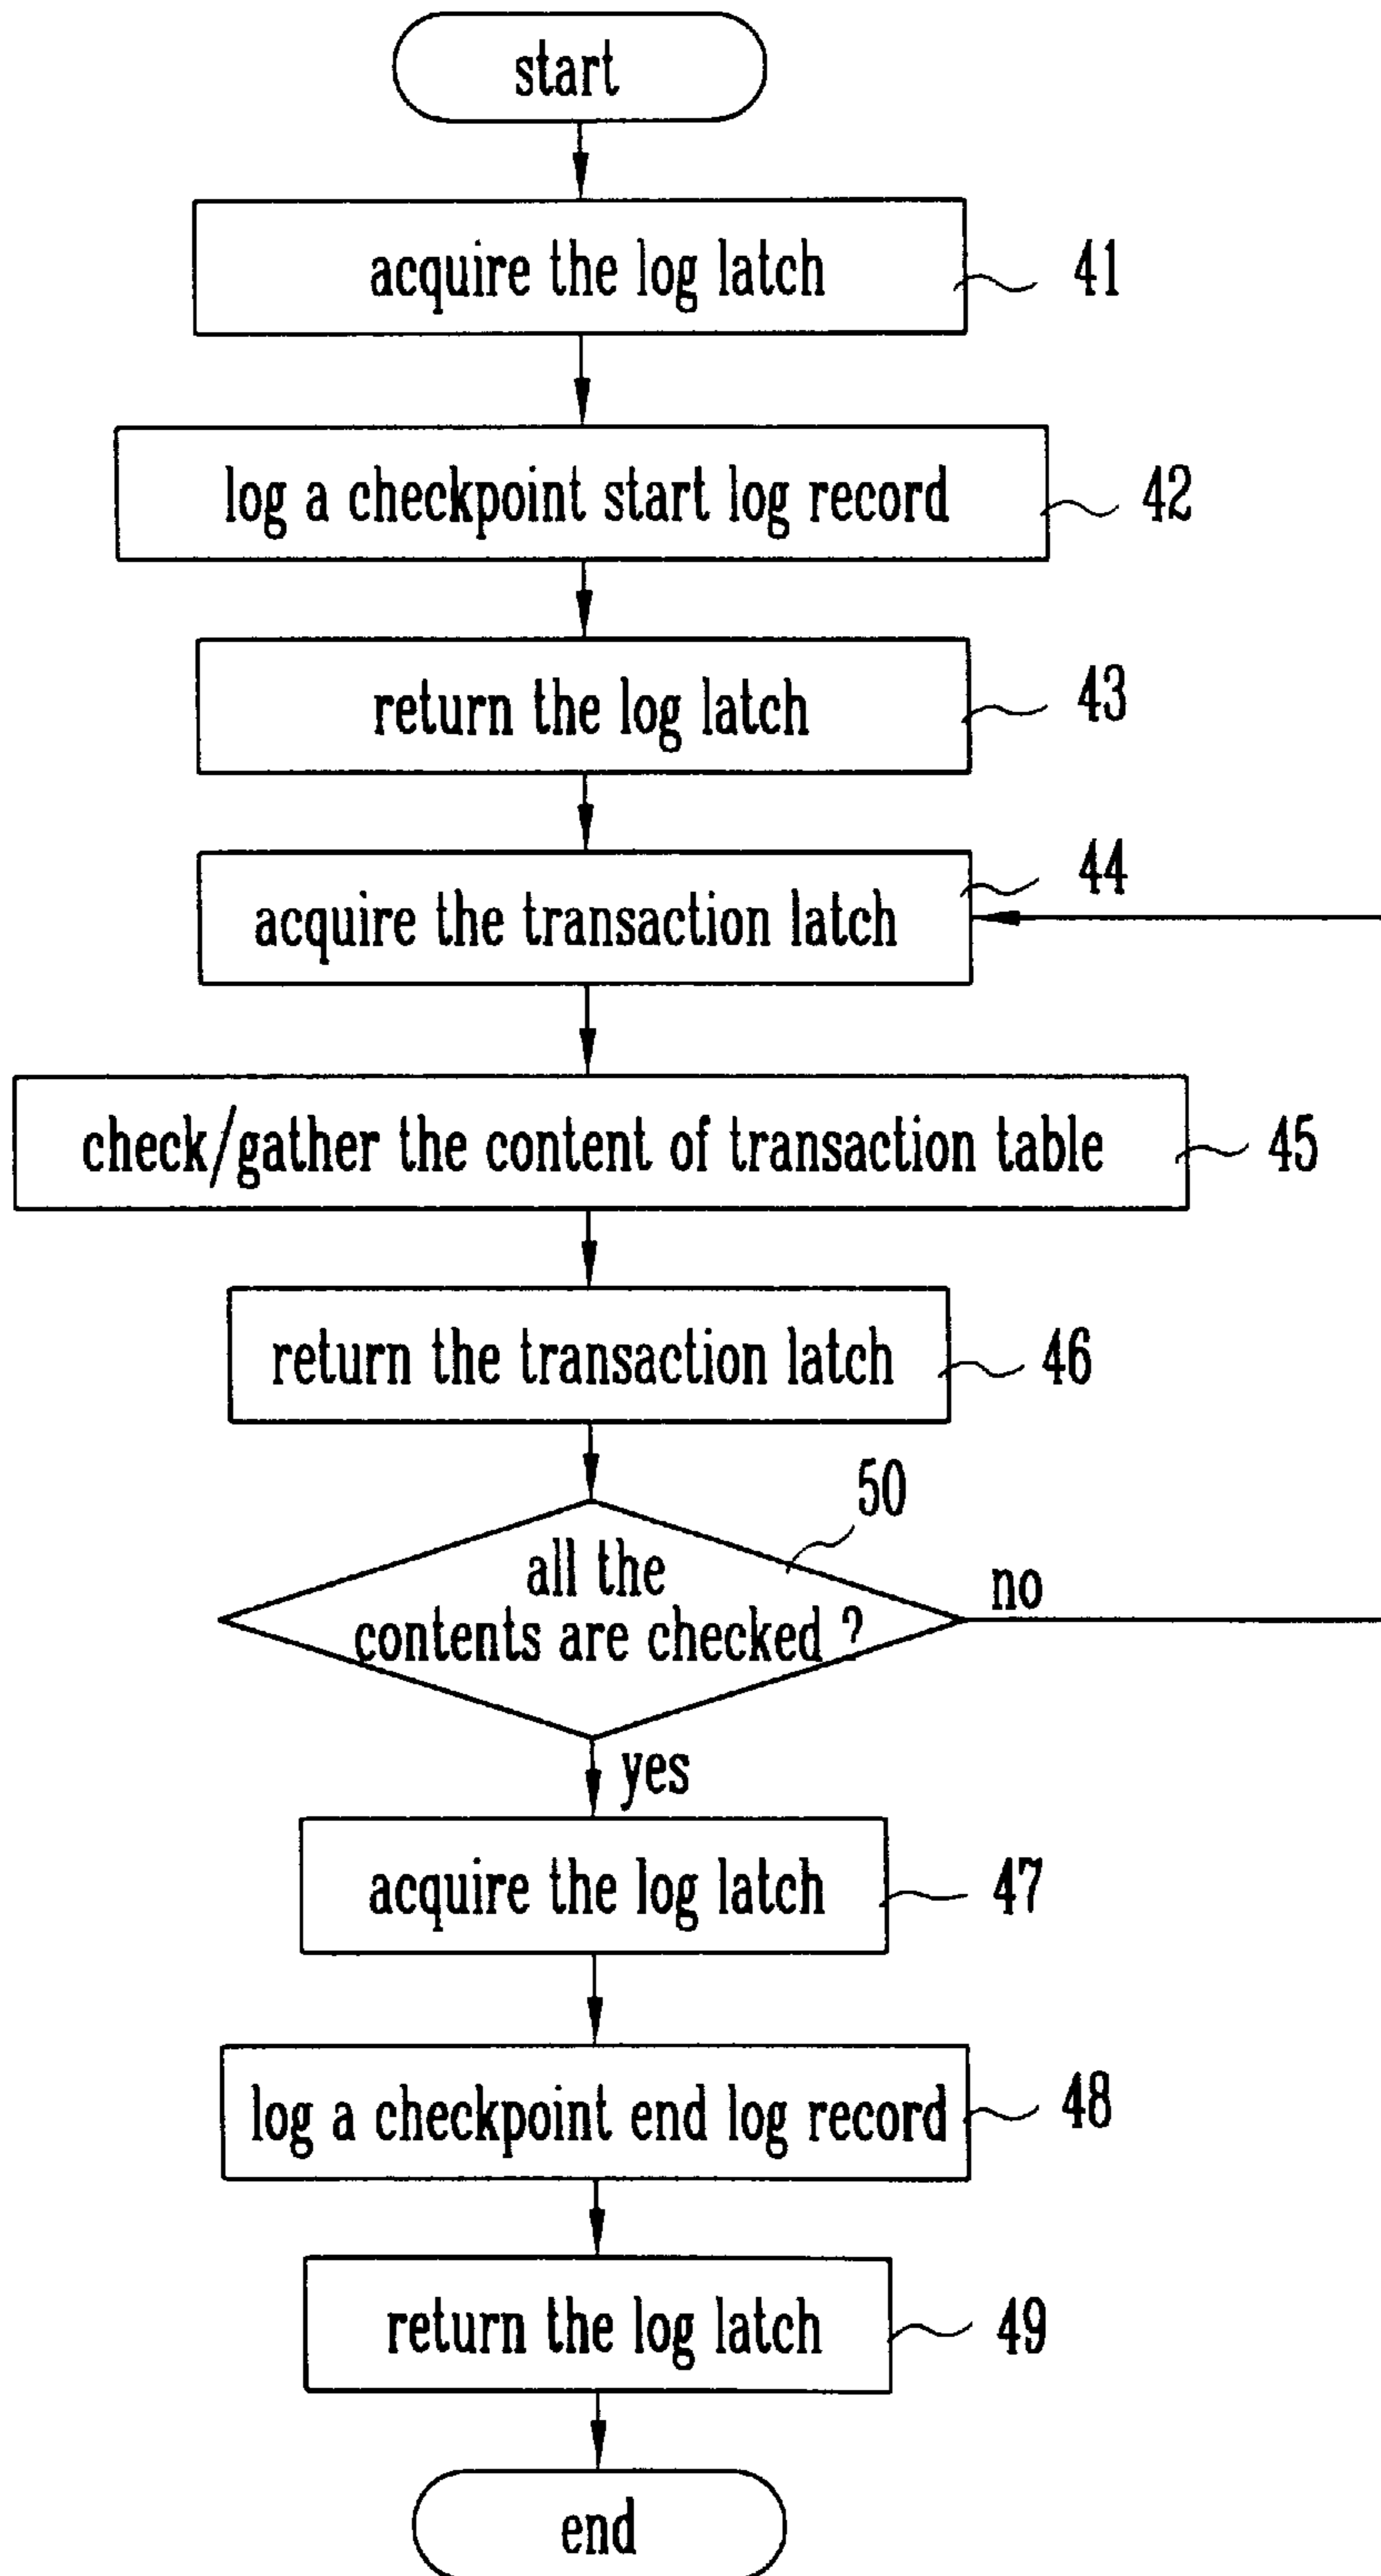 start
acquire the log latch
41
log a checkpoint start log record
42
return the log latch
43
44
acquire the transaction latch
check/gather the content of transaction table
45
return the transaction latch
46
50
all the
contents are checked ?
no
yes
acquire the log latch
47
log a checkpoint end log record
48
return the log latch
49
end